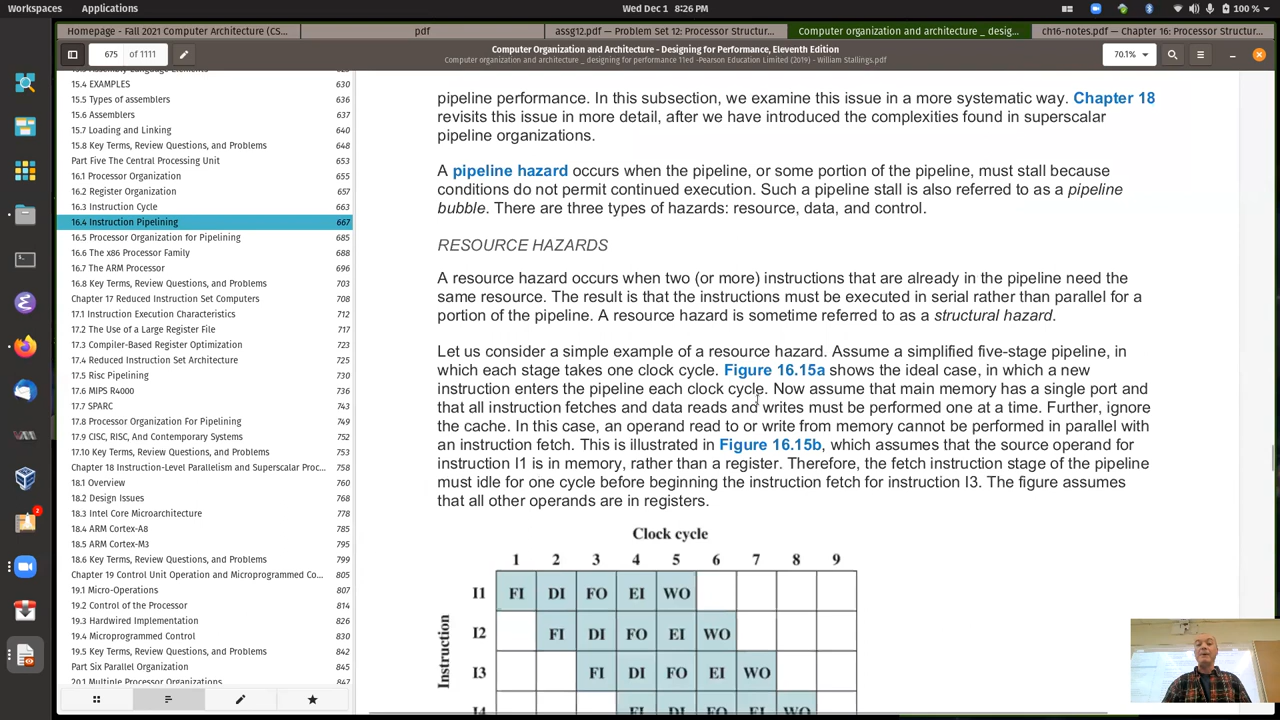 Workspaces Applications Wed Dec 1 8:26 PM 100 %
Homepage - Fall 2021 Computer Architecture (CS... pdf assg12.pdf — Problem Set 12: Processor Structur... Computer organization and architecture _ desig... ch16-notes.pdf — Chapter 16: Processor Structur...
675 of 1111 Computer Organization and Architecture - Designing for Performance, Eleventh Edition 70.1%
Computer organization and architecture _ designing for performance 11ed -Pearson Education Limited (2019) - William Stallings.pdf
15.4 EXAMPLES 630
15.5 Types of assemblers 636
15.6 Assemblers 637
15.7 Loading and Linking 640
15.8 Key Terms, Review Questions, and Problems 648
Part Five The Central Processing Unit 653
16.1 Processor Organization 655
16.2 Register Organization 657
16.3 Instruction Cycle 663
16.4 Instruction Pipelining 667
16.5 Processor Organization for Pipelining 685
16.6 The x86 Processor Family 688
16.7 The ARM Processor 696
16.8 Key Terms, Review Questions, and Problems 703
Chapter 17 Reduced Instruction Set Computers 708
17.1 Instruction Execution Characteristics 712
17.2 The Use of a Large Register File 717
17.3 Compiler-Based Register Optimization 723
17.4 Reduced Instruction Set Architecture 725
17.5 Risc Pipelining 730
17.6 MIPS R4000 736
17.7 SPARC 743
17.8 Processor Organization For Pipelining 749
17.9 CISC, RISC, And Contemporary Systems 752
17.10 Key Terms, Review Questions, and Problems 753
Chapter 18 Instruction-Level Parallelism and Superscalar Proc... 758
18.1 Overview 760
18.2 Design Issues 768
18.3 Intel Core Microarchitecture 778
18.4 ARM Cortex-A8 785
18.5 ARM Cortex-M3 795
18.6 Key Terms, Review Questions, and Problems 799
Chapter 19 Control Unit Operation and Microprogrammed Co... 805
19.1 Micro-Operations 807
19.2 Control of the Processor 814
19.3 Hardwired Implementation 826
19.4 Microprogrammed Control 830
19.5 Key Terms, Review Questions, and Problems 842
Part Six Parallel Organization 845
20.1 Multiple Processor Organizations 847
2
pipeline performance. In this subsection, we examine this issue in a more systematic way. Chapter 18
revisits this issue in more detail, after we have introduced the complexities found in superscalar
pipeline organizations.
A pipeline hazard occurs when the pipeline, or some portion of the pipeline, must stall because
conditions do not permit continued execution. Such a pipeline stall is also referred to as a pipeline
bubble. There are three types of hazards: resource, data, and control.
RESOURCE HAZARDS
A resource hazard occurs when two (or more) instructions that are already in the pipeline need the
same resource. The result is that the instructions must be executed in serial rather than parallel for a
portion of the pipeline. A resource hazard is sometime referred to as a structural hazard.
Let us consider a simple example of a resource hazard. Assume a simplified five-stage pipeline, in
which each stage takes one clock cycle. Figure 16.15a shows the ideal case, in which a new
instruction enters the pipeline each clock cycle. Now assume that main memory has a single port and
that all instruction fetches and data reads and writes must be performed one at a time. Further, ignore
the cache. In this case, an operand read to or write from memory cannot be performed in parallel with
an instruction fetch. This is illustrated in Figure 16.15b, which assumes that the source operand for
instruction I1 is in memory, rather than a register. Therefore, the fetch instruction stage of the pipeline
must idle for one cycle before beginning the instruction fetch for instruction I3. The figure assumes
that all other operands are in registers.
Clock cycle
1 2 3 4 5 6 7 8 9
Instruction
I1 FI DI FO EI WO
I2 FI DI FO EI WO
I3 FI DI FO EI WO
I4 FI DI FO EI WO